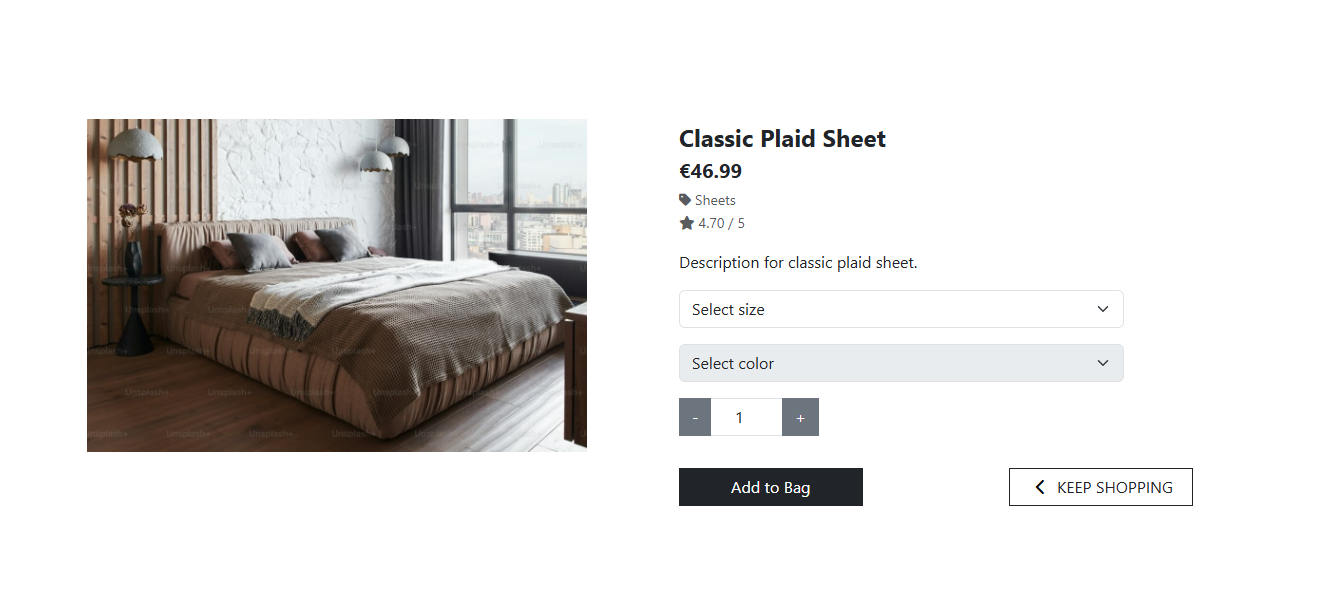 Classic Plaid Sheet
€46.99
Sheets
4.70 / 5
Description for classic plaid sheet.
Select size
Select color
- 1 +
Add to Bag
KEEP SHOPPING
Unsplash+